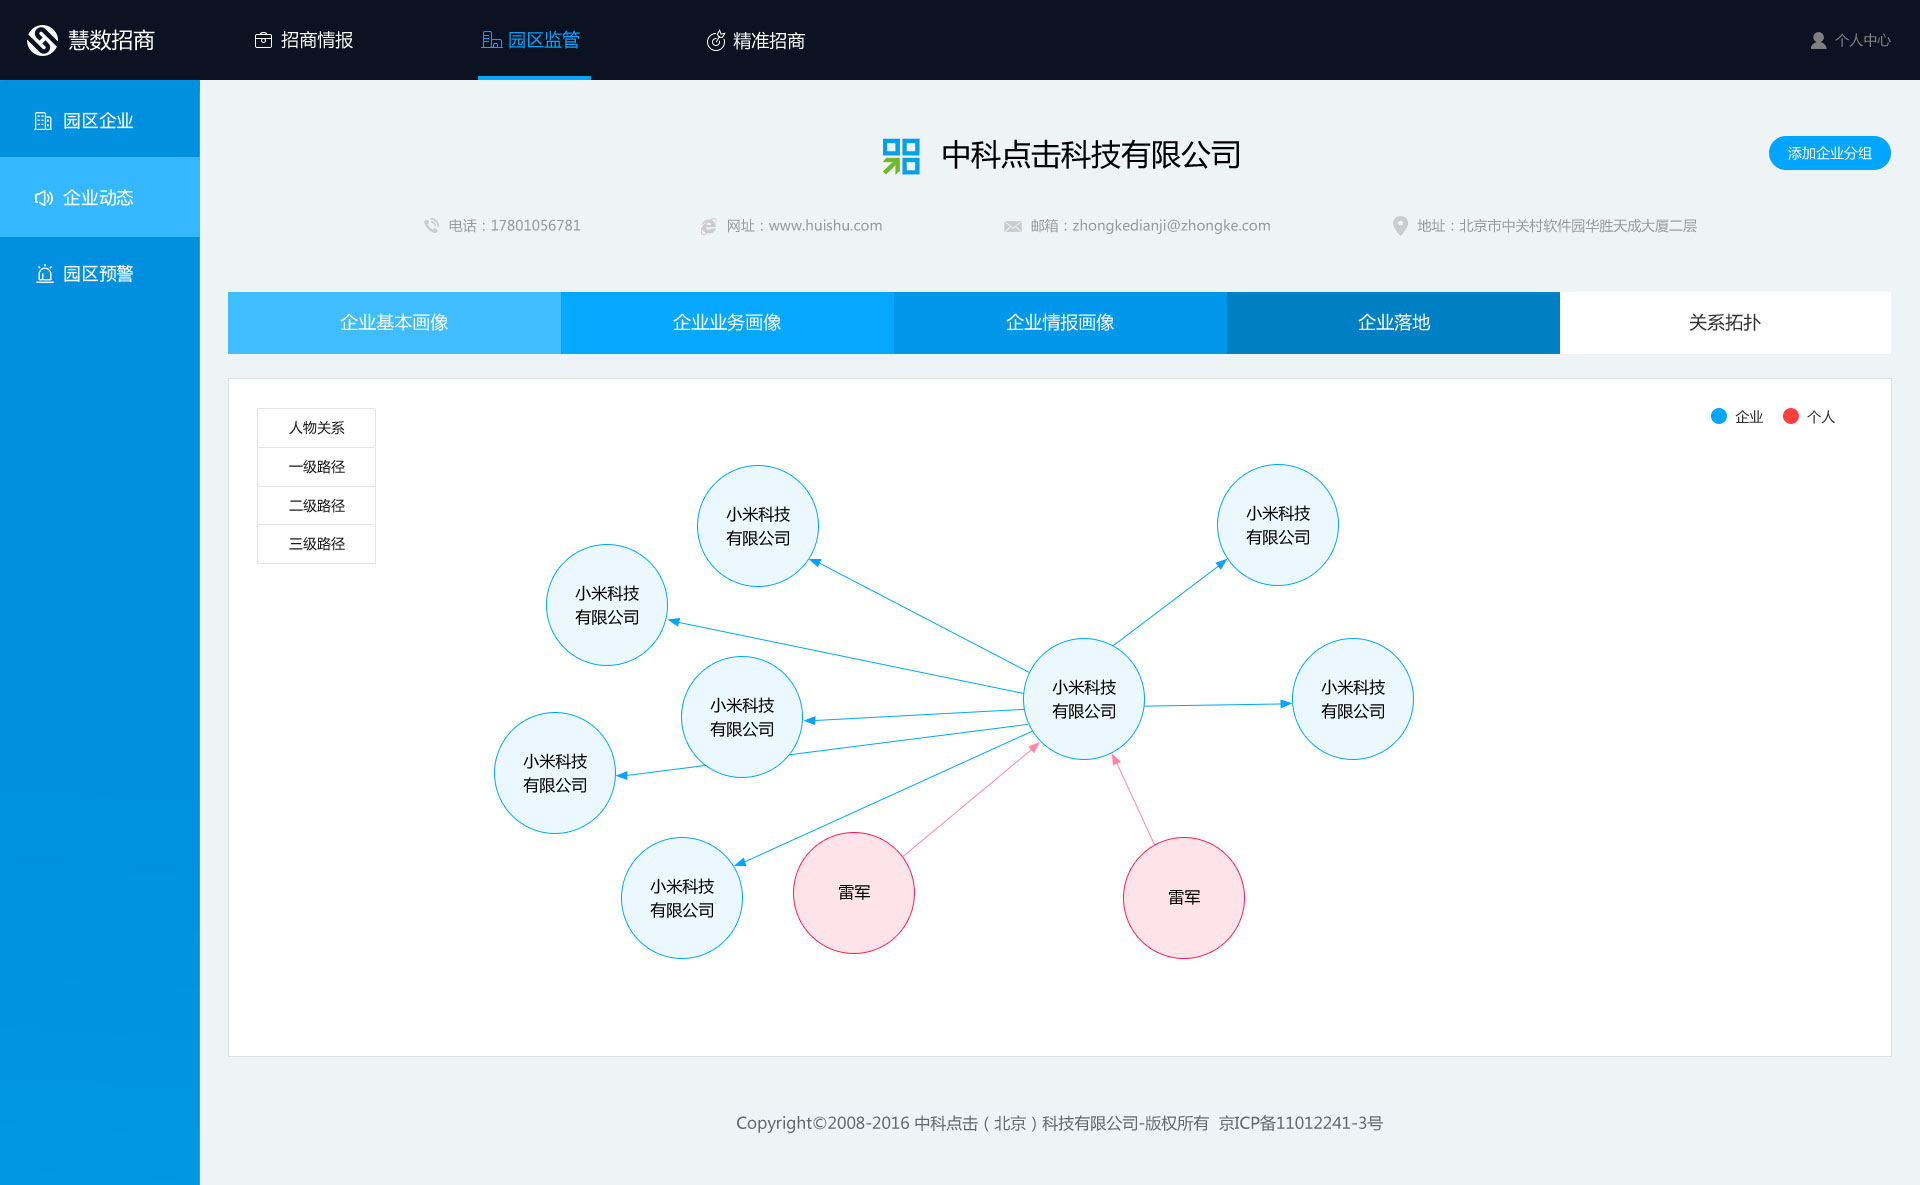 慧数招商
招商情报
园区监管
精准招商
个人中心
园区企业
企业动态
园区预警
中科点击科技有限公司
添加企业分组
电话：17801056781
网址：www.huishu.com
邮箱：zhongkedianji@zhongke.com
地址：北京市中关村软件园华胜天成大厦二层
企业基本画像
企业业务画像
企业情报画像
企业落地
关系拓扑
人物关系
一级路径
二级路径
三级路径
企业
个人
小米科技
有限公司
小米科技
有限公司
小米科技
有限公司
小米科技
有限公司
小米科技
有限公司
小米科技
有限公司
小米科技
有限公司
小米科技
有限公司
雷军
雷军
Copyright©2008-2016 中科点击（北京）科技有限公司-版权所有 京ICP备11012241-3号